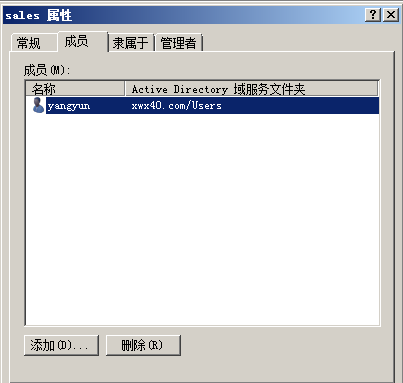 sales 属性
常规 成员 隶属于 管理者
成员(M):
名称 Active Directory 域服务文件夹
yangyun xwx40.com/Users
添加(D)... 删除(R)